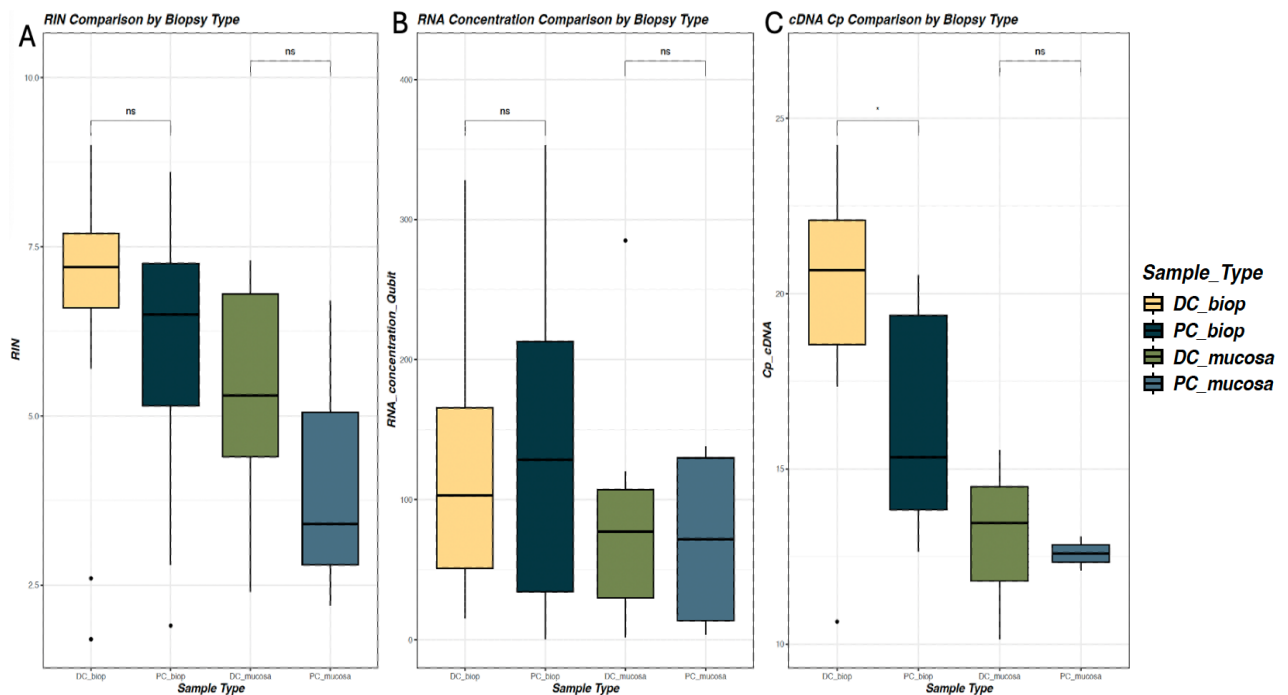 A
RIN Comparison by Biopsy Type
ns
ns
10.0
7.5
5.0
2.5
RIN
DC_biop
PC_biop
DC_mucosa
PC_mucosa
Sample Type
B
RNA Concentration Comparison by Biopsy Type
ns
ns
400
300
200
100
0
RNA_concentration_Qubit
DC_biop
PC_biop
DC_mucosa
PC_mucosa
Sample Type
C
cDNA Cp Comparison by Biopsy Type
*
ns
25
20
15
10
Cp_cDNA
DC_biop
PC_biop
DC_mucosa
PC_mucosa
Sample Type
Sample_Type
DC_biop
PC_biop
DC_mucosa
PC_mucosa